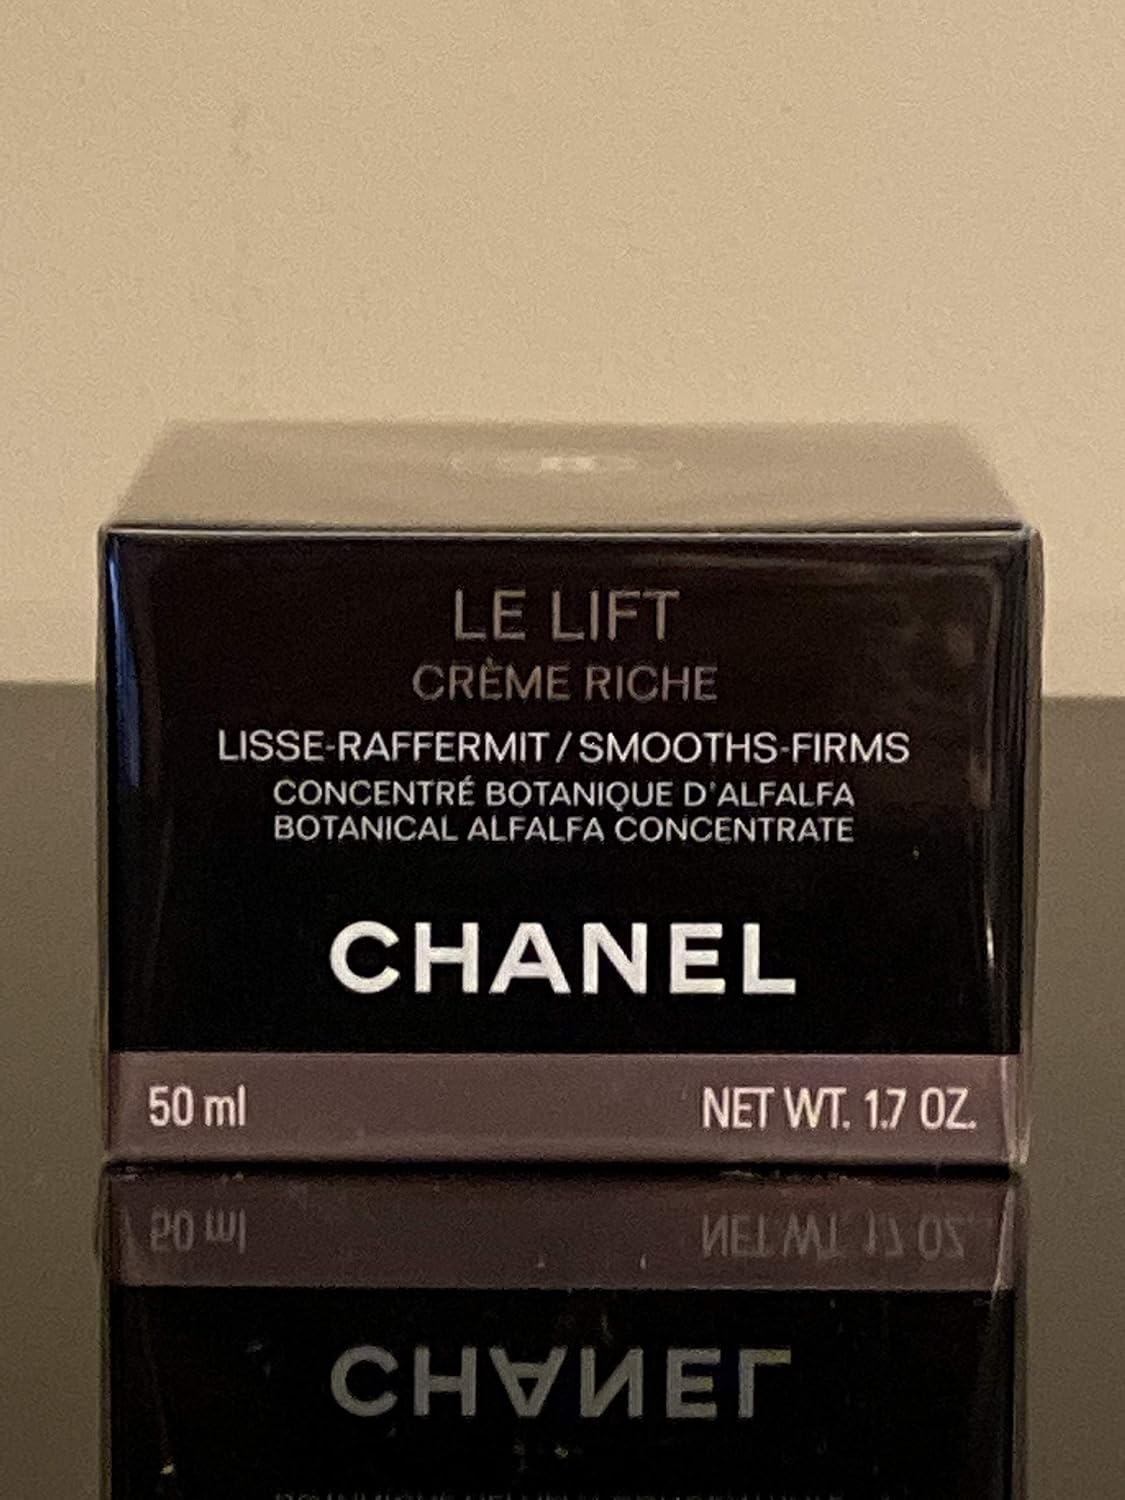 LE LIFT
CRÈME RICHE
LISSE-RAFFERMIT / SMOOTHS-FIRMS
CONCENTRÉ BOTANIQUE D'ALFALFA
BOTANICAL ALFALFA CONCENTRATE
CHANEL
50 ml NET WT. 1.7 OZ.